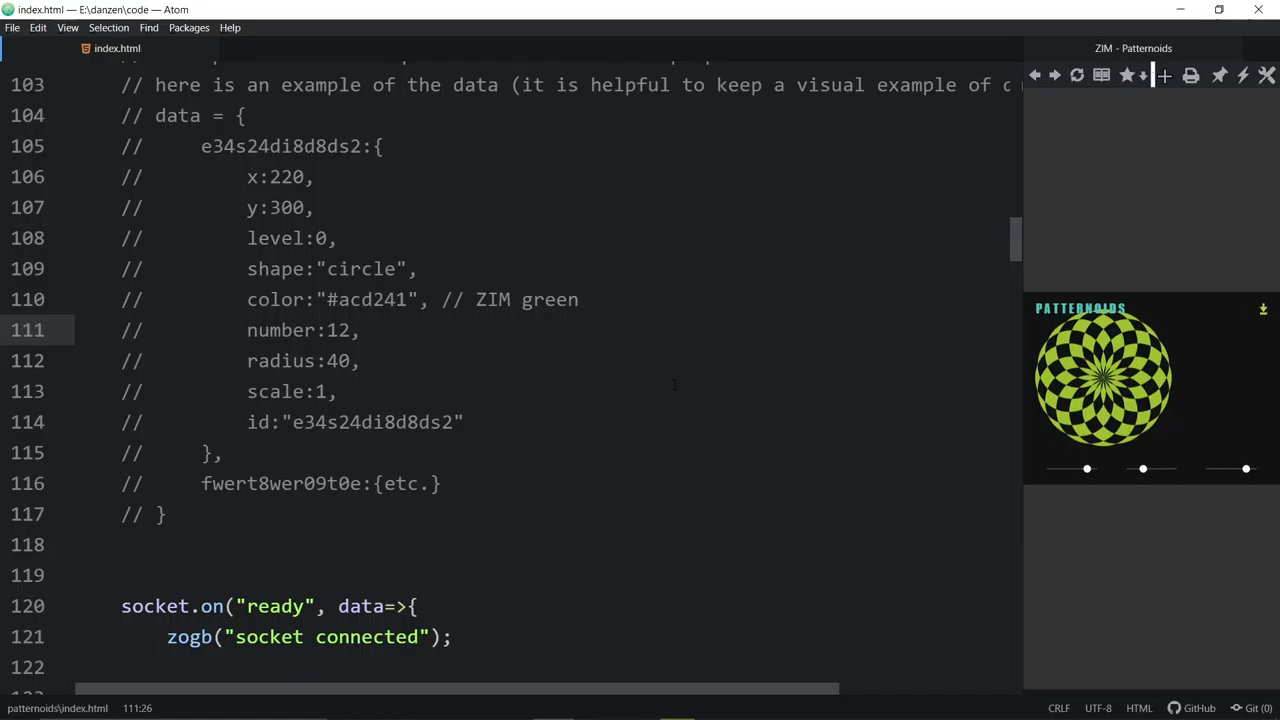 index.html — E:\danzen\code — Atom
File Edit View Selection Find Packages Help
index.html
ZIM - Patternoids
103 // here is an example of the data (it is helpful to keep a visual example of d
104 // data = {
105 // e34s24di8d8ds2:{
106 // x:220,
107 // y:300,
108 // level:0,
109 // shape:"circle",
110 // color:"#acd241", // ZIM green
111 // number:12,
112 // radius:40,
113 // scale:1,
114 // id:"e34s24di8d8ds2"
115 // },
116 // fwert8wer09t0e:{etc.}
117 // }
118
119
120 socket.on("ready", data=>{
121 zogb("socket connected");
122
PATTERNOIDS
patternoids\index.html 111:26 CRLF UTF-8 HTML GitHub Git (0)